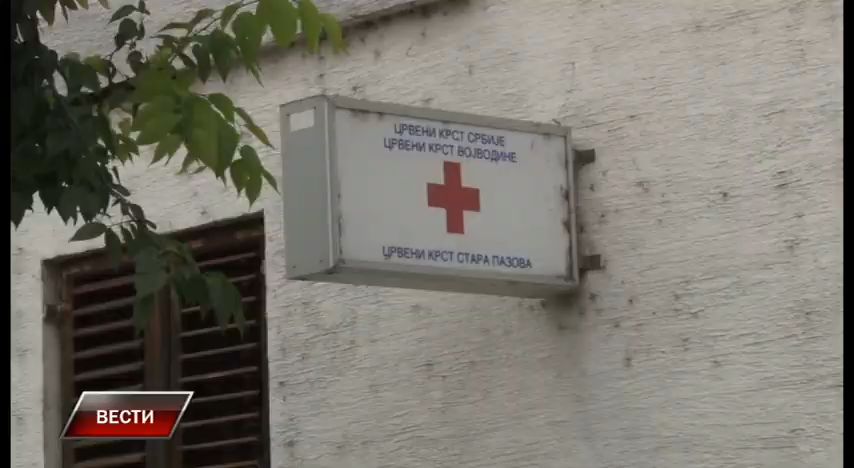 ЦРВЕНИ КРСТ СРБИЈЕ
ЦРВЕНИ КРСТ ВОЈВОДИНЕ
ЦРВЕНИ КРСТ СТАРА ПАЗОВА
ВЕСТИ